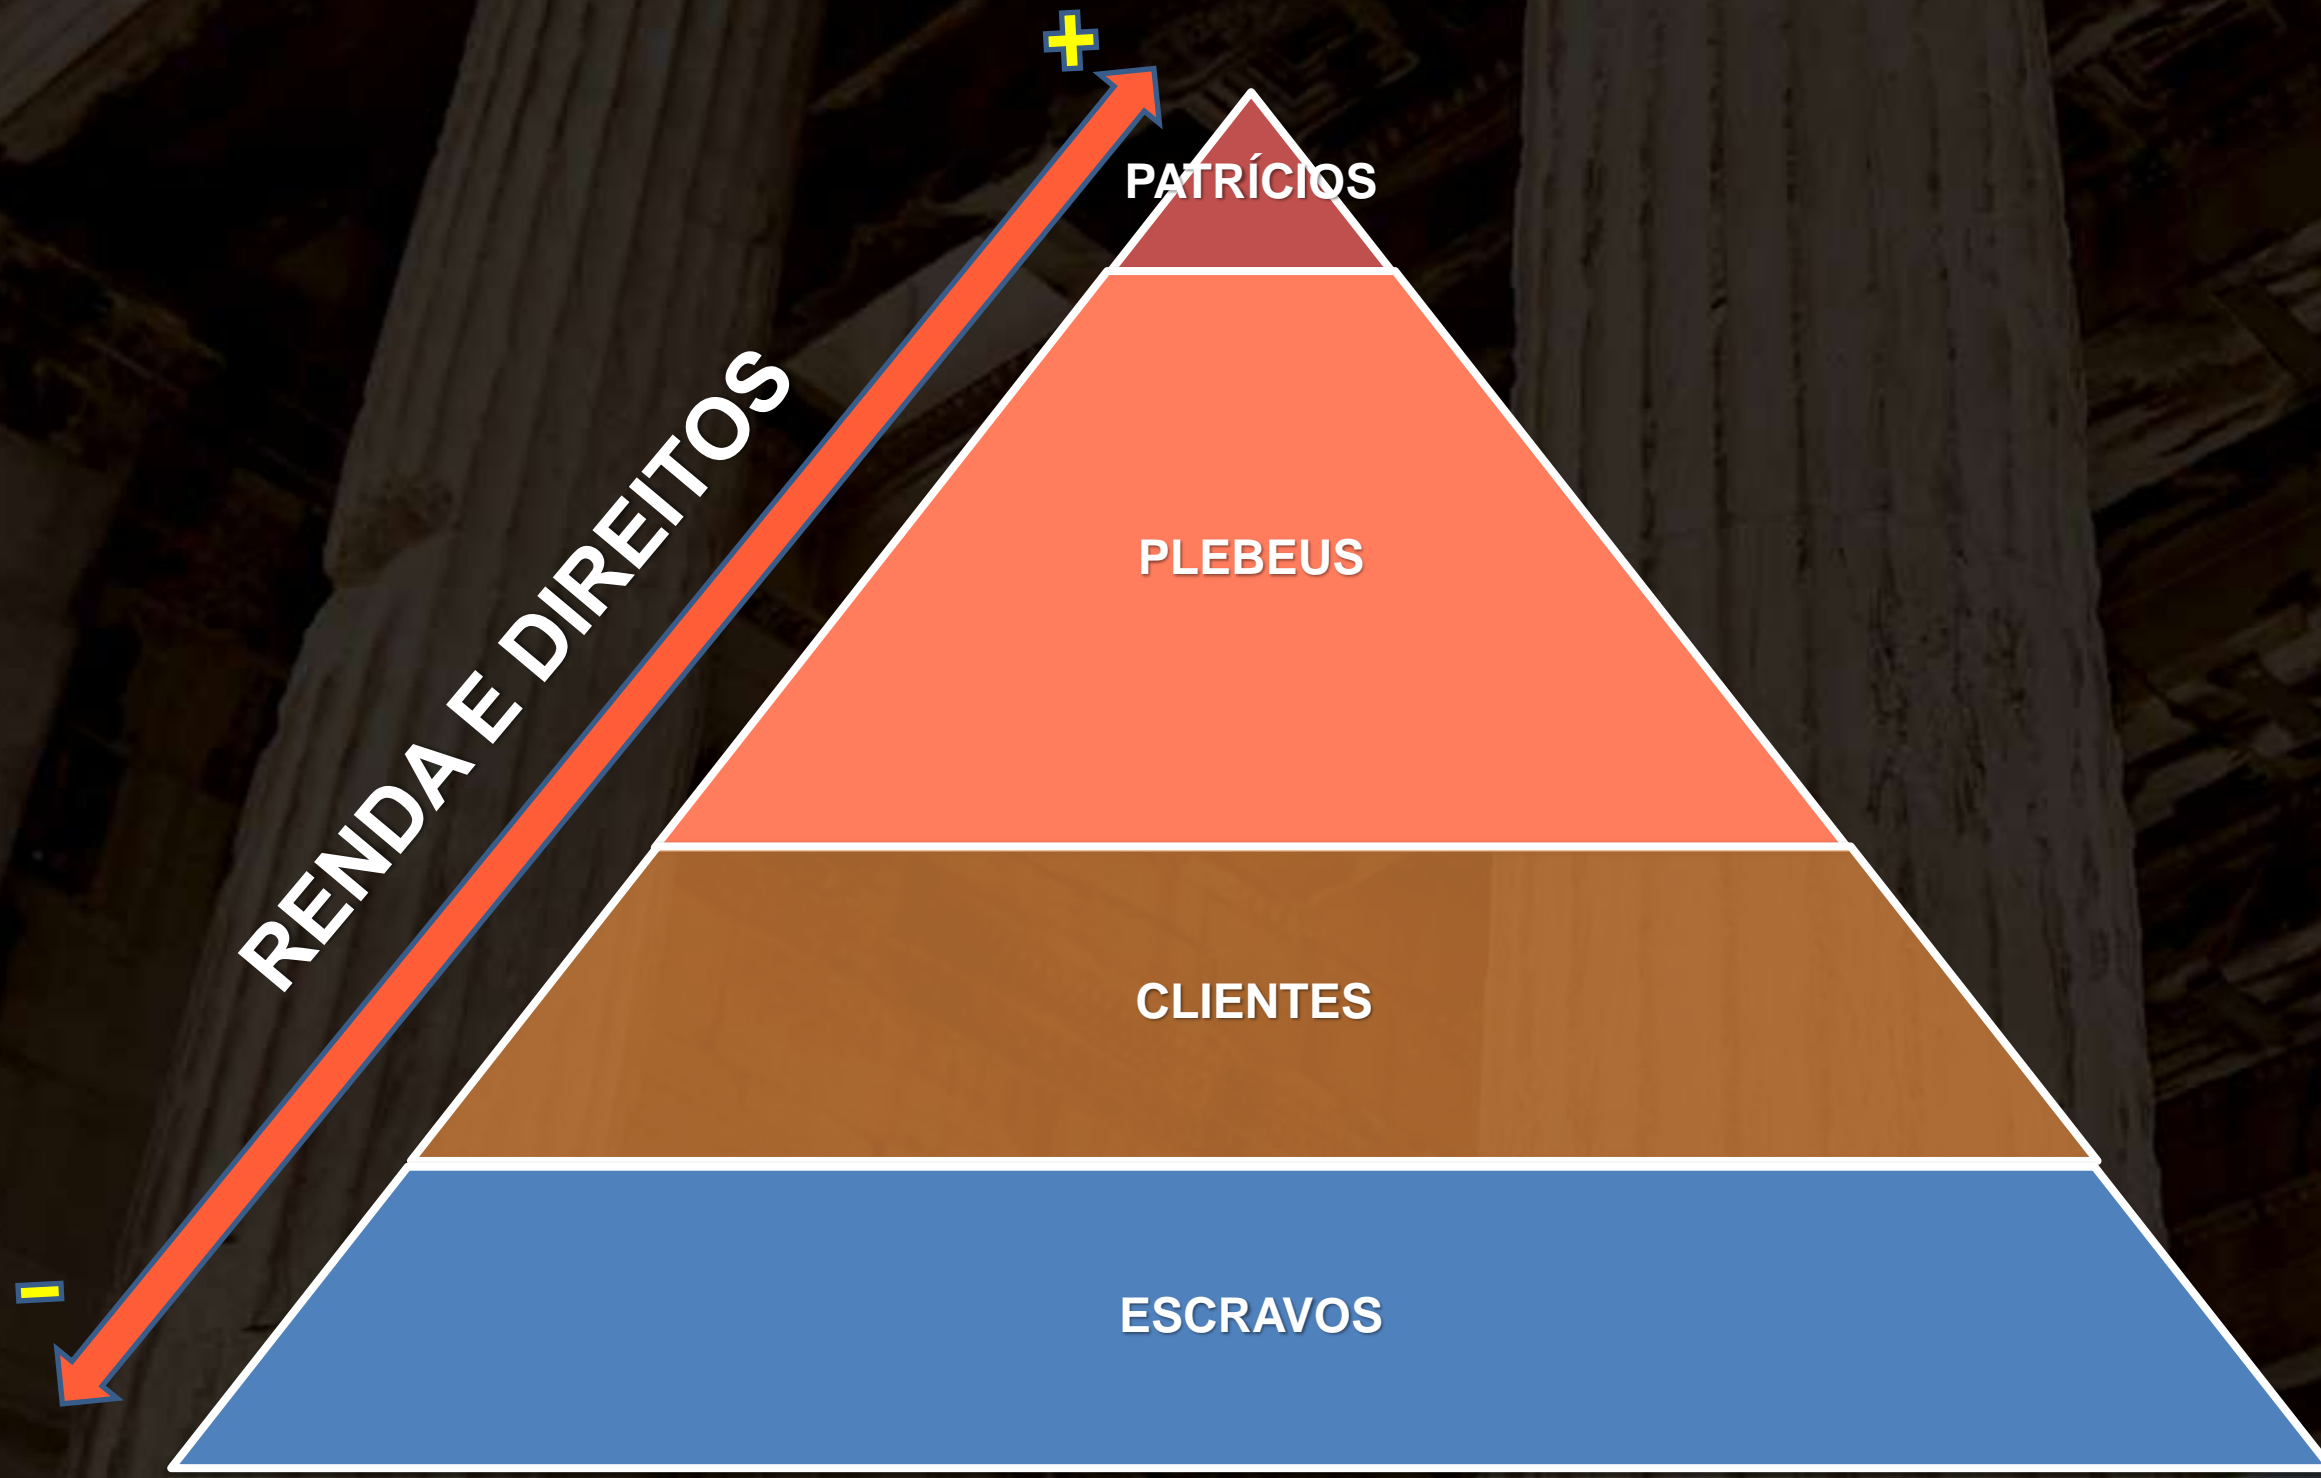 +
PATRÍCIOS
RENDA E DIREITOS
PLEBEUS
CLIENTES
-
ESCRAVOS